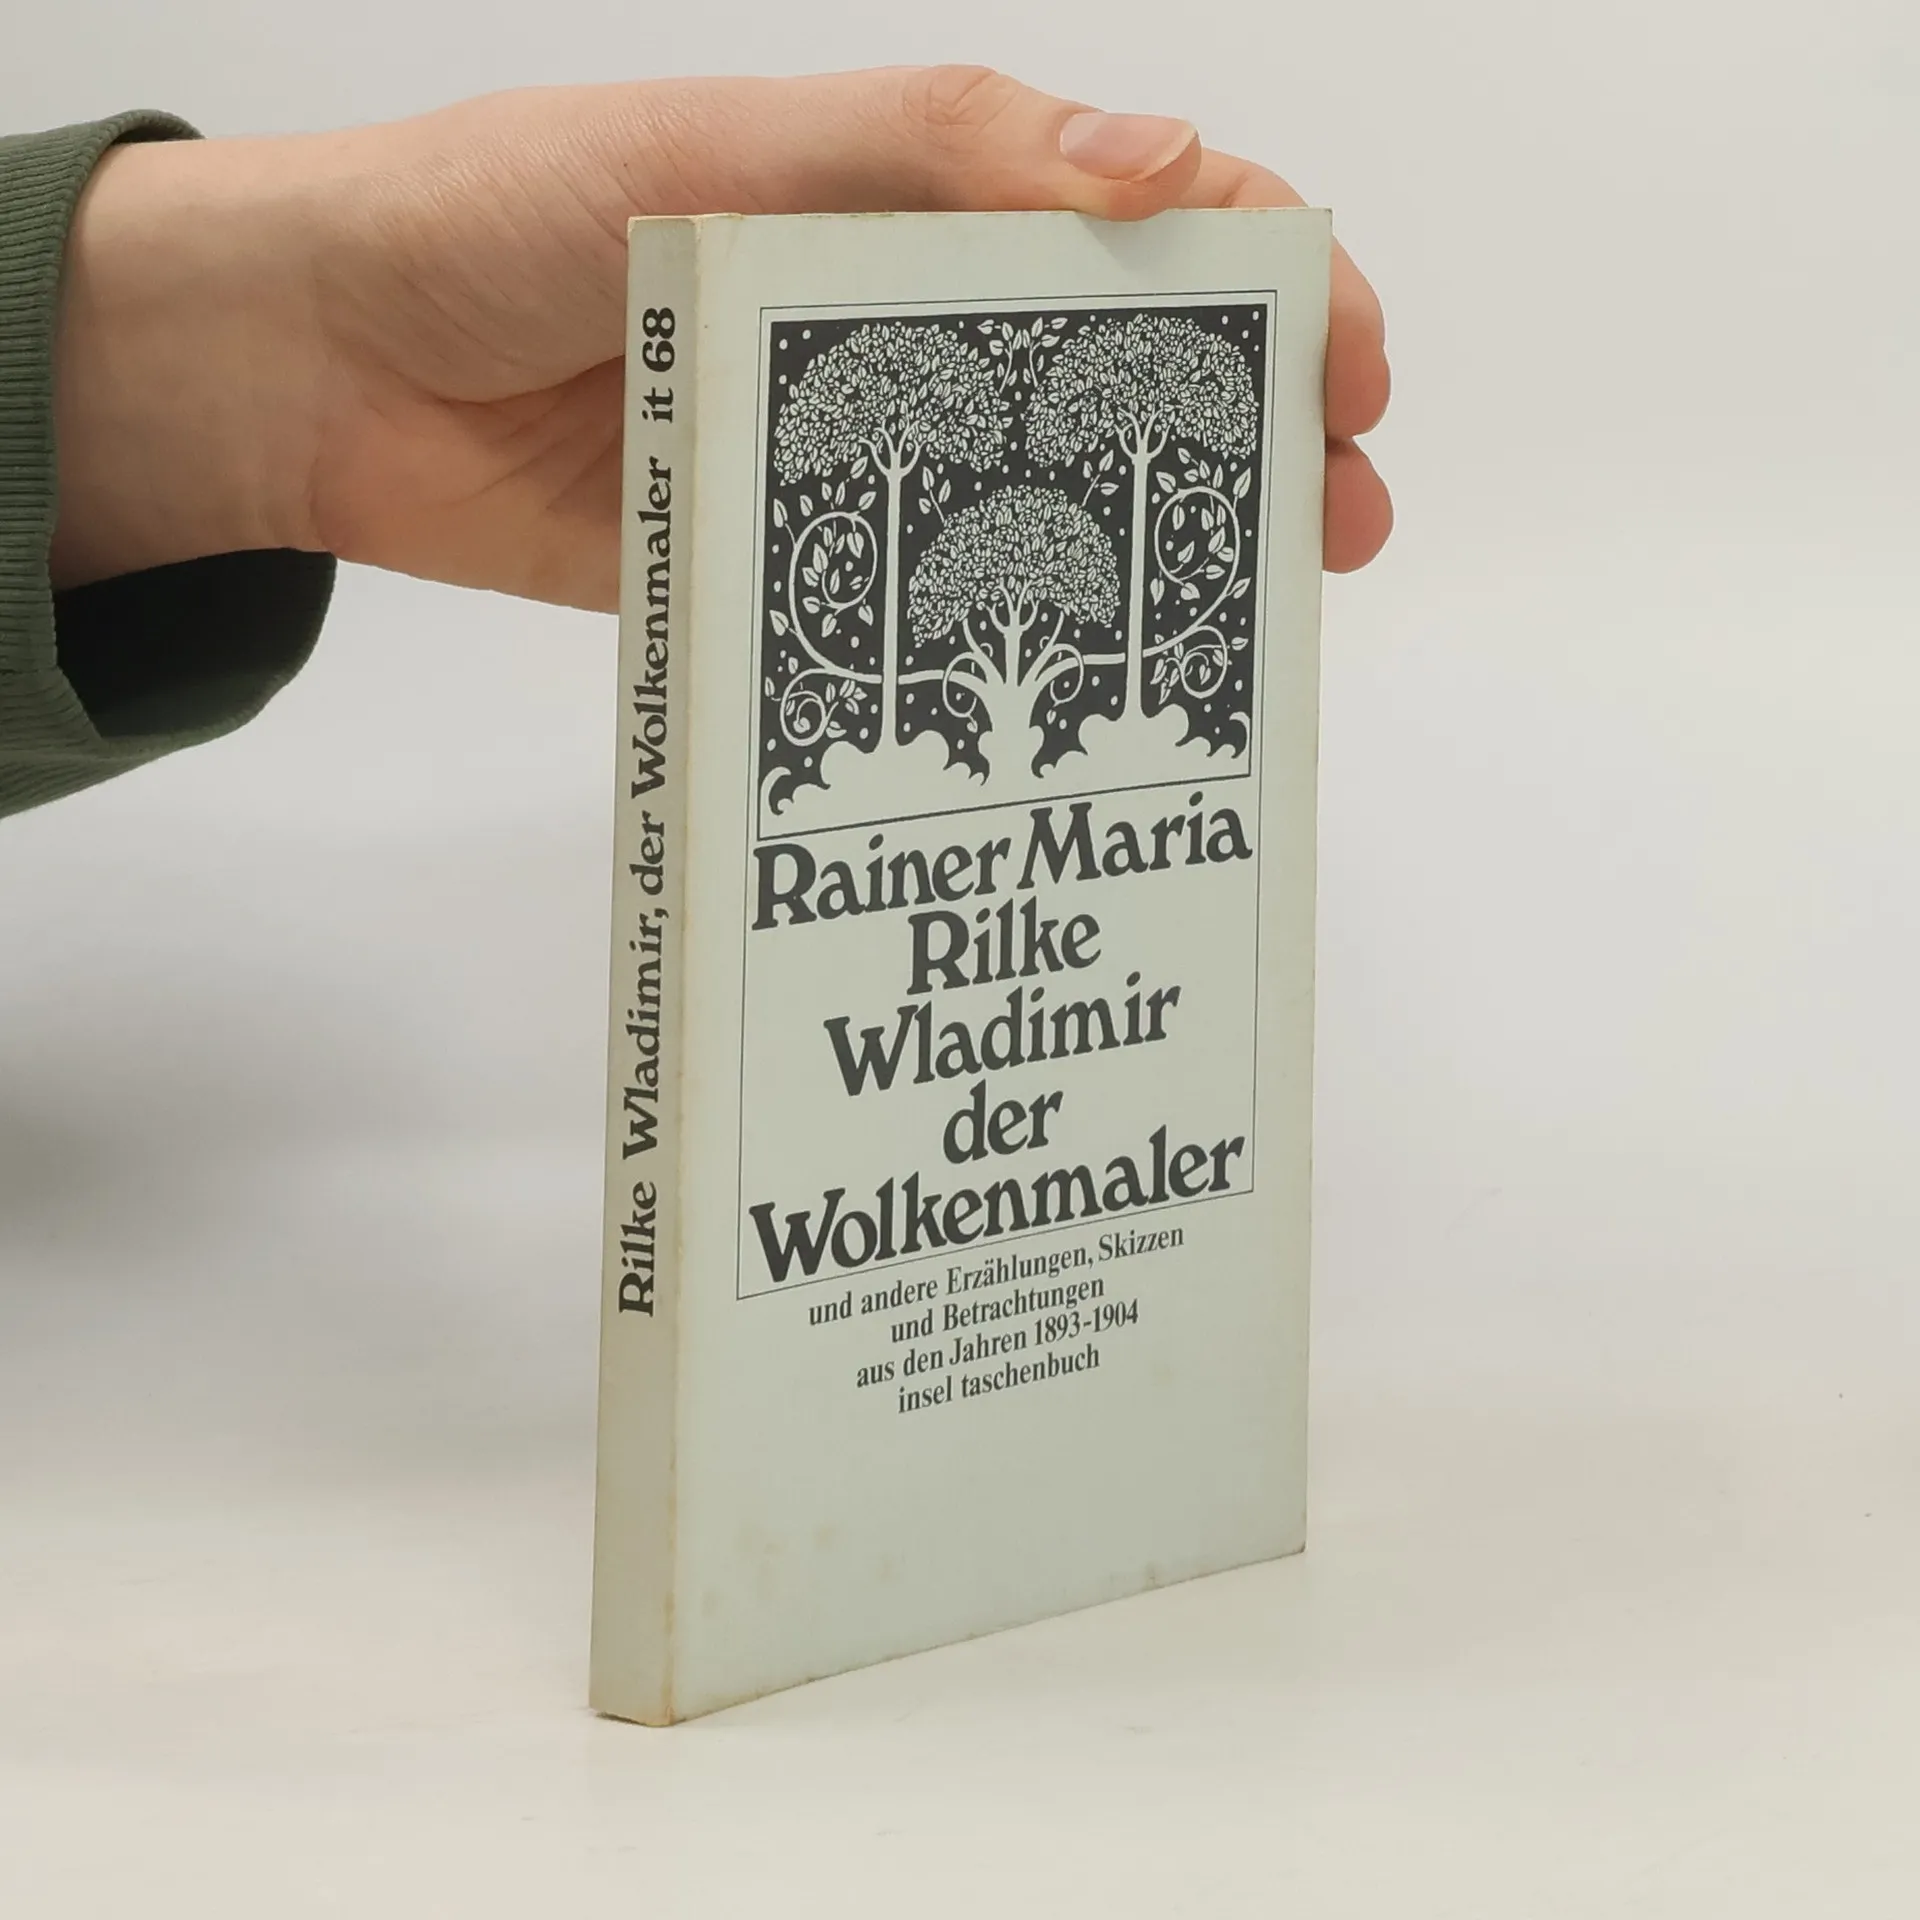 Rilke Wladimir, der Wolkenmaler it 68
Rainer Maria
Rilke
Wladimir
der
Wolkenmaler
und andere Erzählungen, Skizzen
und Betrachtungen
aus den Jahren 1893-1904
insel taschenbuch